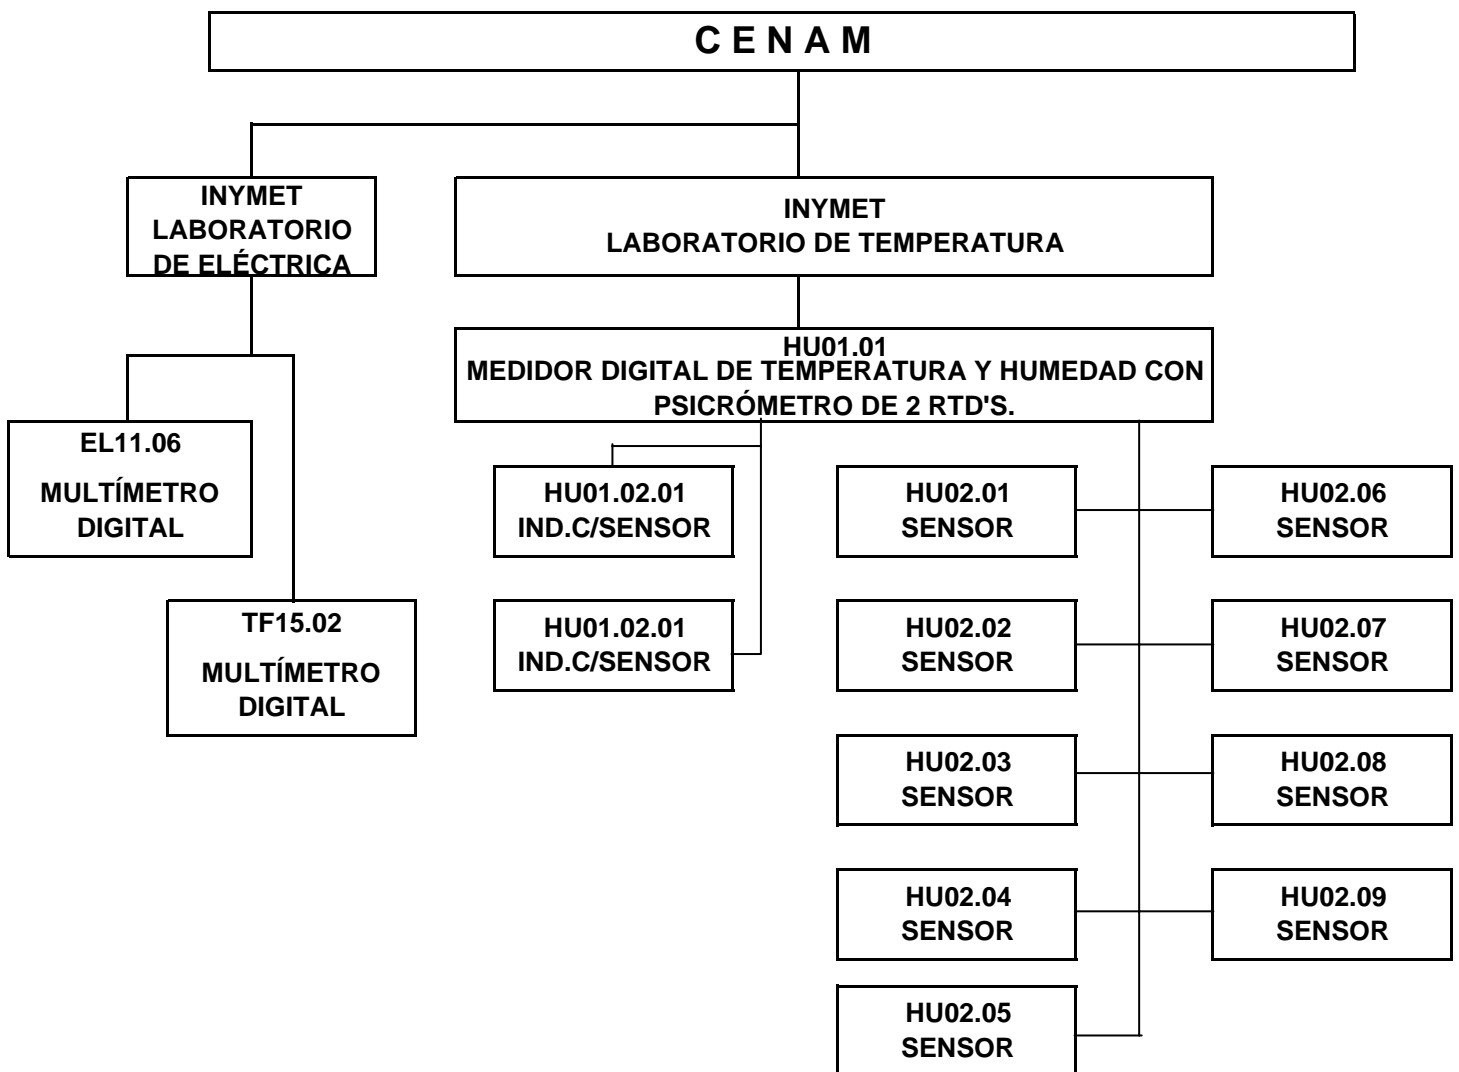 C E N A M
INYMET
LABORATORIO
DE ELÉCTRICA
INYMET
LABORATORIO DE TEMPERATURA
HU01.01
MEDIDOR DIGITAL DE TEMPERATURA Y HUMEDAD CON
PSICRÓMETRO DE 2 RTD'S.
EL11.06
MULTÍMETRO
DIGITAL
TF15.02
MULTÍMETRO
DIGITAL
HU01.02.01
IND.C/SENSOR
HU01.02.01
IND.C/SENSOR
HU02.01
SENSOR
HU02.02
SENSOR
HU02.03
SENSOR
HU02.04
SENSOR
HU02.05
SENSOR
HU02.06
SENSOR
HU02.07
SENSOR
HU02.08
SENSOR
HU02.09
SENSOR